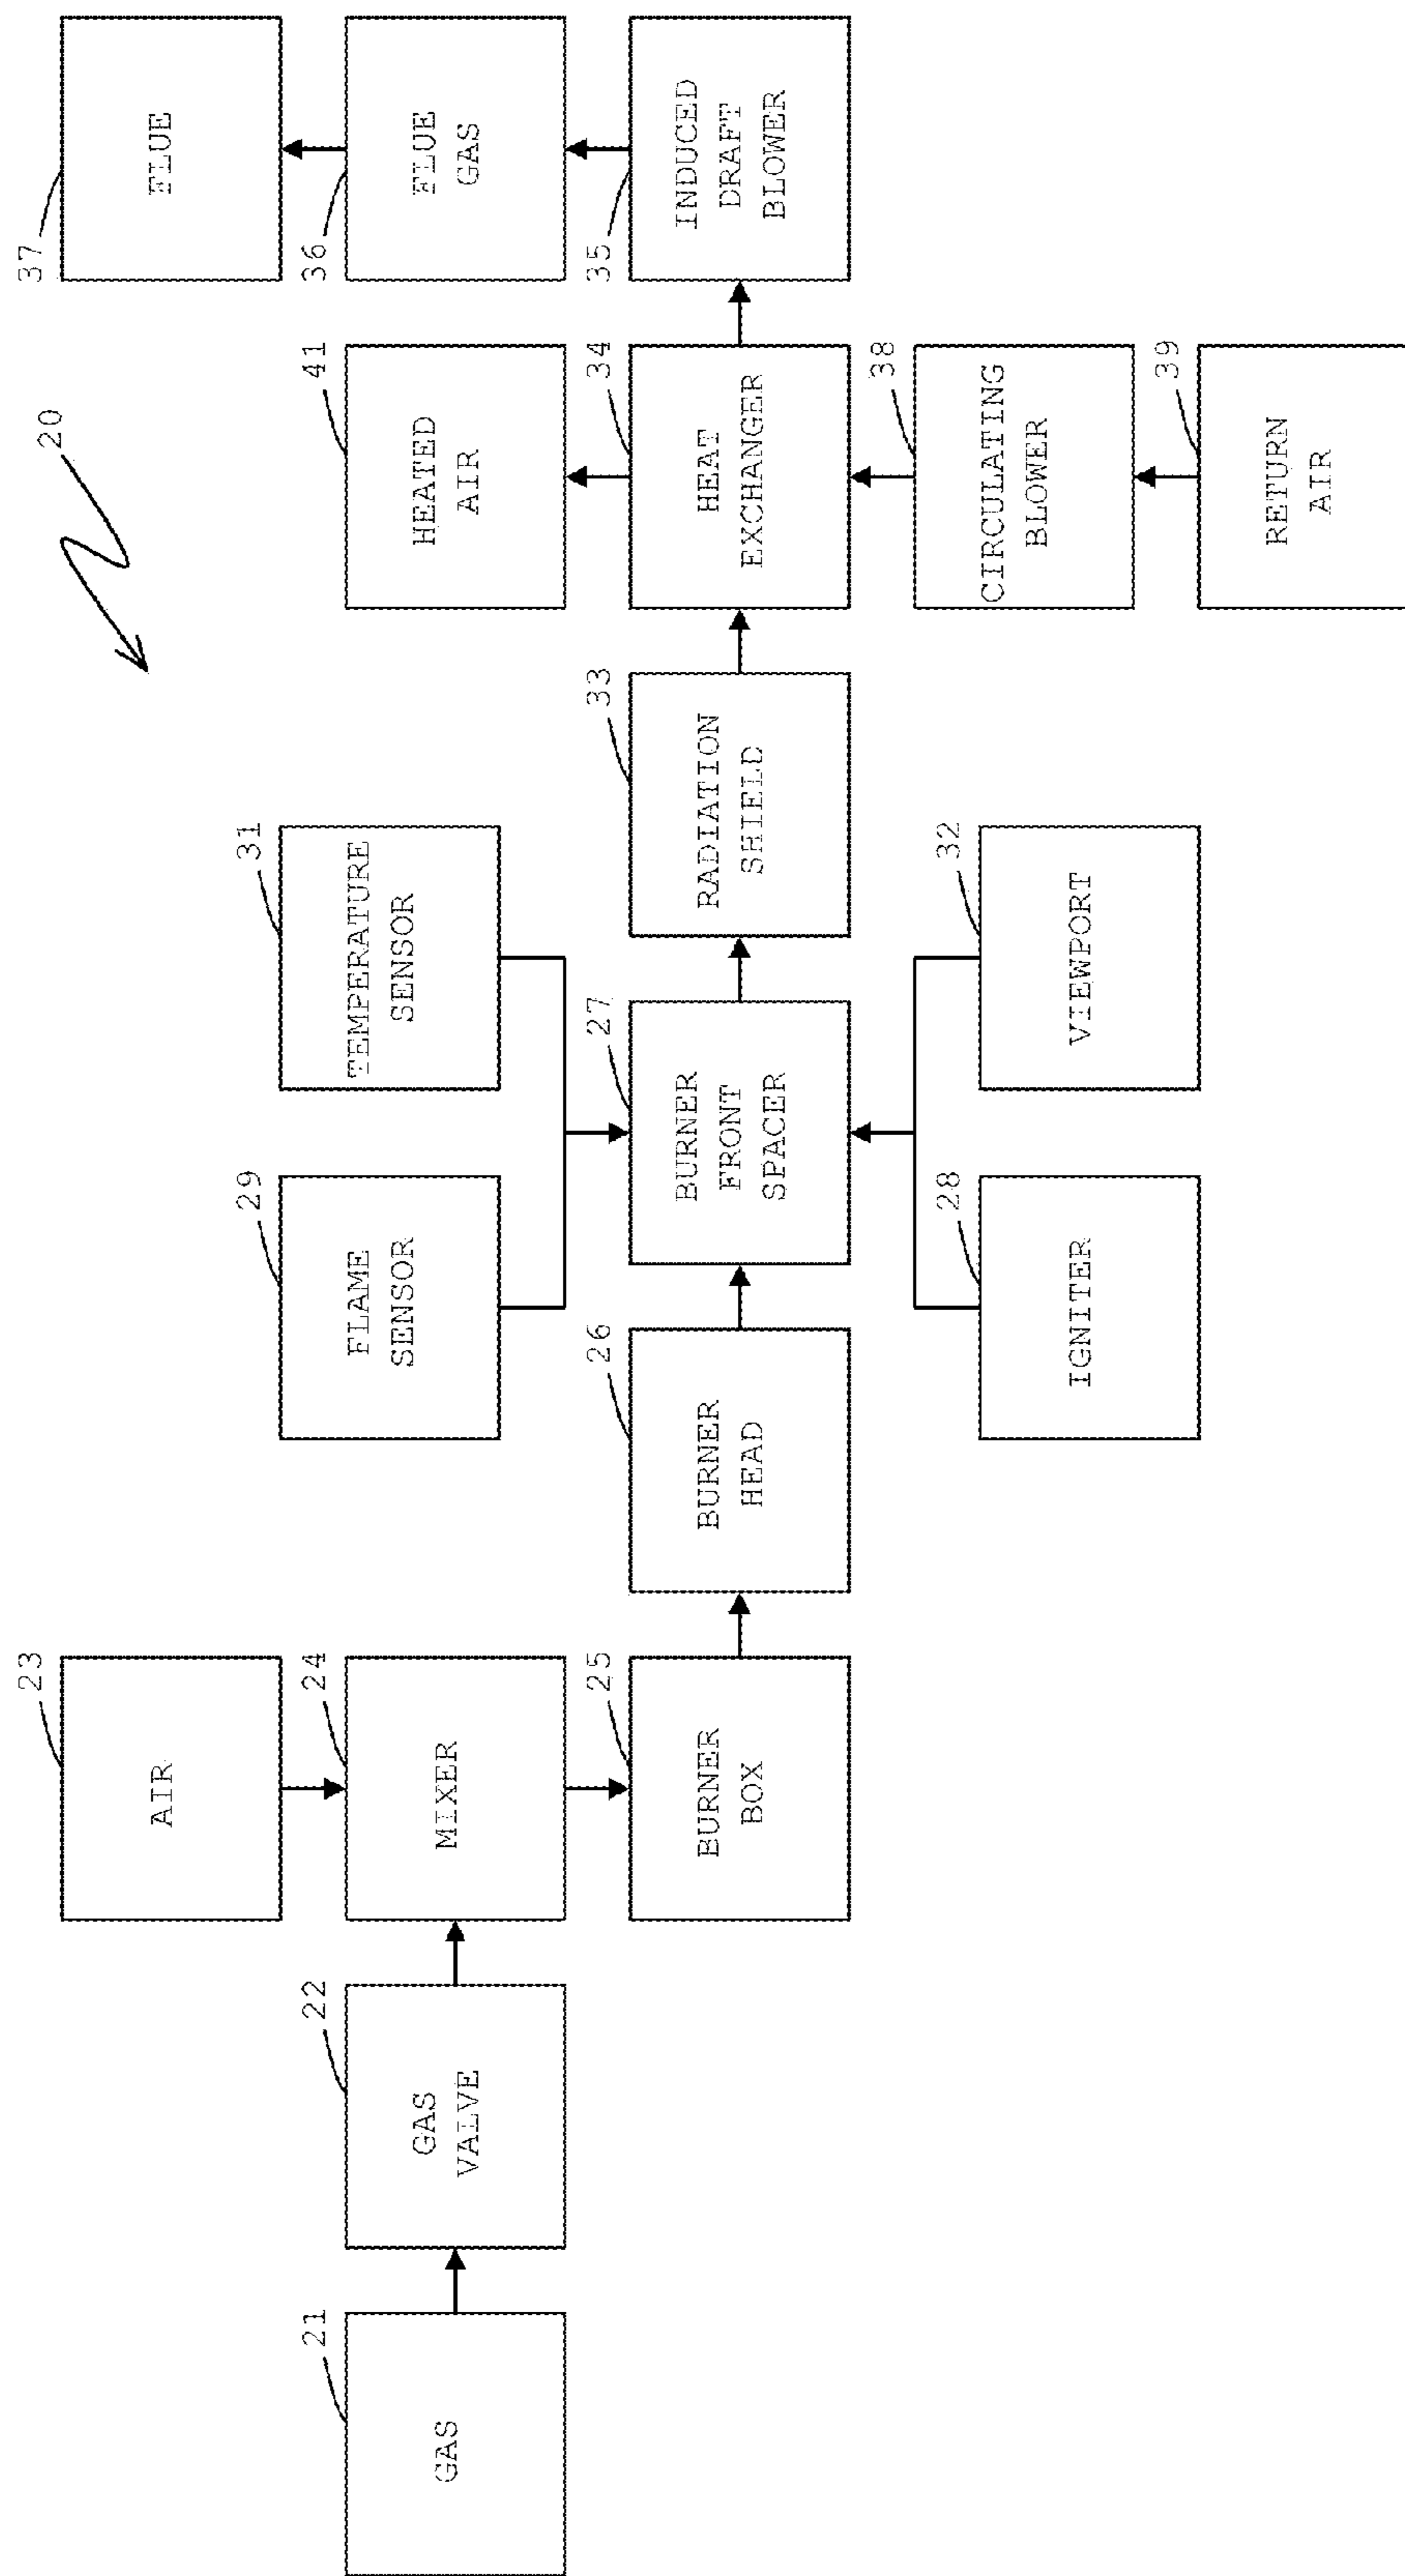 20
21
GAS
22
GAS
VALVE
23
AIR
24
MIXER
25
BURNER
BOX
26
BURNER
HEAD
27
BURNER
FRONT
SPACER
29
FLAME
SENSOR
31
TEMPERATURE
SENSOR
28
IGNITER
32
VIEWPORT
33
RADIATION
SHIELD
34
HEAT
EXCHANGER
41
HEATED
AIR
38
CIRCULATING
BLOWER
39
RETURN
AIR
35
INDUCED
DRAFT
BLOWER
36
FLUE
GAS
37
FLUE